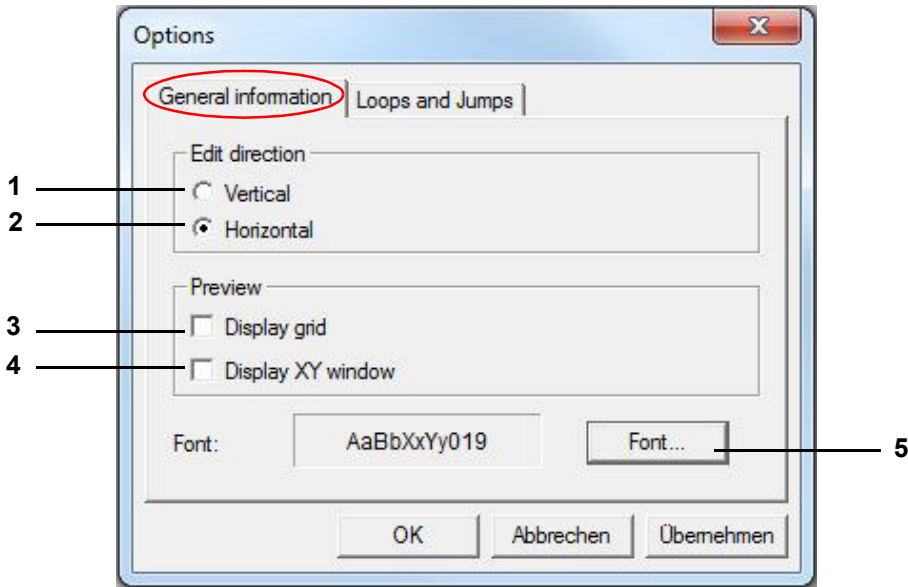 Options
General information Loops and Jumps
Edit direction
1 Vertical
2 Horizontal
Preview
3 Display grid
4 Display XY window
Font: AaBbXxYy019 Font... 5
OK Abbrechen Übernehmen